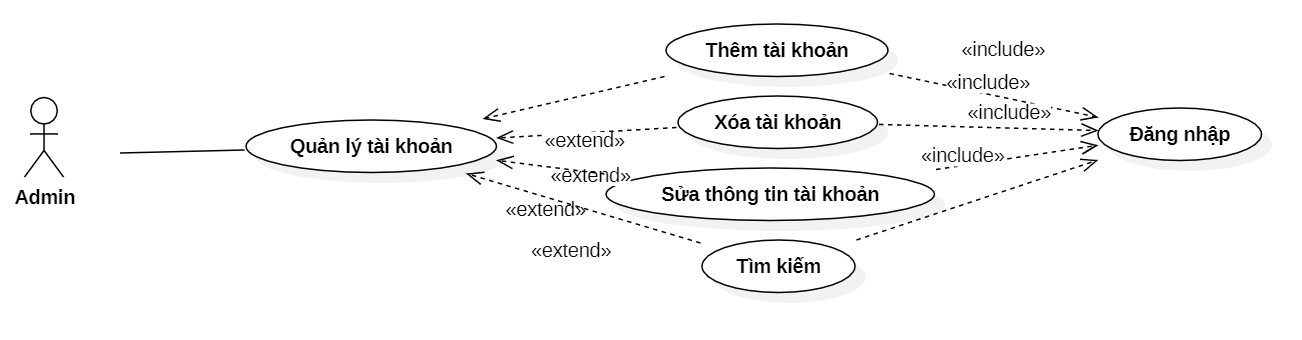 Thêm tài khoản
«include»
«include»
«include»
Xóa tài khoản
Đăng nhập
«extend»
Quản lý tài khoản
«include»
«extend»
Admin
Sửa thông tin tài khoản
«extend»
«extend»
Tìm kiếm